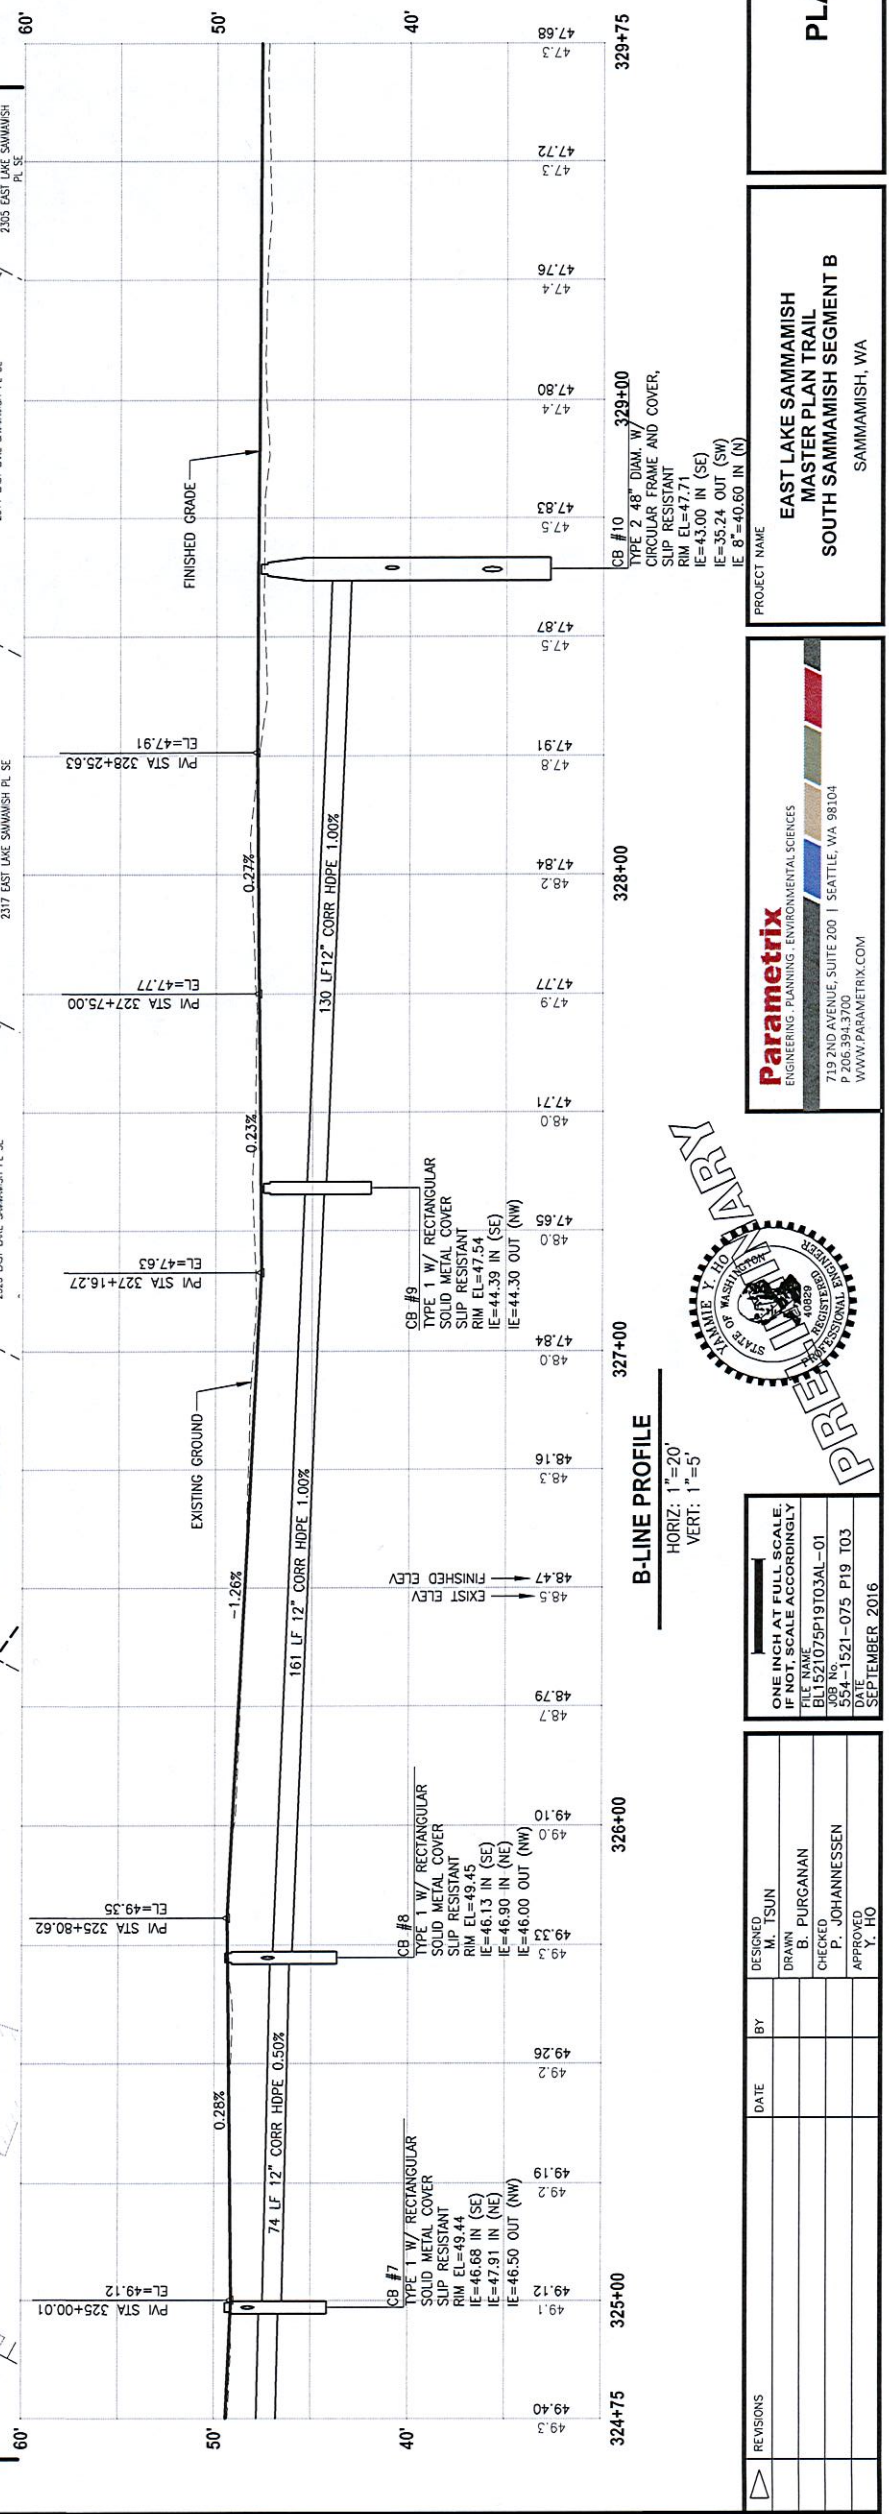 2305 EAST LAKE SAMMAMISH
PL SE
2317 EAST LAKE SAMMAMISH PL SE
60'
50'
40'
60'
50'
40'
PVI STA 325+00.01
EL=49.12
PVI STA 325+80.62
EL=49.35
PVI STA 327+16.27
EL=47.63
PVI STA 327+75.00
EL=47.77
PVI STA 328+25.63
EL=47.91
0.28%
-1.26%
0.23%
0.27%
EXISTING GROUND
FINISHED GRADE
74 LF 12" CORR HDPE 0.50%
161 LF 12" CORR HDPE 1.00%
130 LF12" CORR HDPE 1.00%
CB #7
TYPE 1 W/ RECTANGULAR
SOLID METAL COVER
SLIP RESISTANT
RIM EL=49.44
IE=46.68 IN (SE)
IE=47.91 IN (NE)
IE=46.50 OUT (NW)
CB #8
TYPE 1 W/ RECTANGULAR
SOLID METAL COVER
SLIP RESISTANT
RIM EL=49.45
IE=46.13 IN (SE)
IE=46.90 IN (NE)
IE=46.00 OUT (NW)
CB #9
TYPE 1 W/ RECTANGULAR
SOLID METAL COVER
SLIP RESISTANT
RIM EL=47.54
IE=44.39 IN (SE)
IE=44.30 OUT (NW)
CB #10
TYPE 2 48" DIAM. W/
CIRCULAR FRAME AND COVER,
SLIP RESISTANT
RIM EL=47.71
IE=43.00 IN (SE)
IE=35.24 OUT (SW)
IE 8"=40.60 IN (N)
49.3 49.40
49.1 49.12
49.2 49.19
49.2 49.26
49.3 49.33
49.0 49.10
48.7 48.79
48.5 48.47
EXIST ELEV
FINISHED ELEV
48.3 48.16
48.0 47.84
48.0 47.65
48.0 47.71
47.9 47.77
48.2 47.84
47.8 47.91
47.5 47.87
47.5 47.83
47.4 47.80
47.4 47.76
47.3 47.72
47.3 47.68
324+75
325+00
326+00
327+00
328+00
329+00
329+75
B-LINE PROFILE
HORIZ: 1"=20'
VERT: 1"=5'
REVISIONS
DATE
BY
DESIGNED
M. TSUN
DRAWN
B. PURGANAN
CHECKED
P. JOHANNESSEN
APPROVED
Y. HO
ONE INCH AT FULL SCALE.
IF NOT, SCALE ACCORDINGLY
FILE NAME
BL1521075P19T03AL-01
JOB No.
554-1521-075 P19 T03
DATE
SEPTEMBER 2016
PRELIMINARY
YAMMIE Y. HO
STATE OF WASHINGTON
40829
REGISTERED
PROFESSIONAL ENGINEER
Parametrix
ENGINEERING . PLANNING . ENVIRONMENTAL SCIENCES
719 2ND AVENUE, SUITE 200 | SEATTLE, WA 98104
P 206.394.3700
WWW.PARAMETRIX.COM
PROJECT NAME
EAST LAKE SAMMAMISH
MASTER PLAN TRAIL
SOUTH SAMMAMISH SEGMENT B
SAMMAMISH, WA
PLA